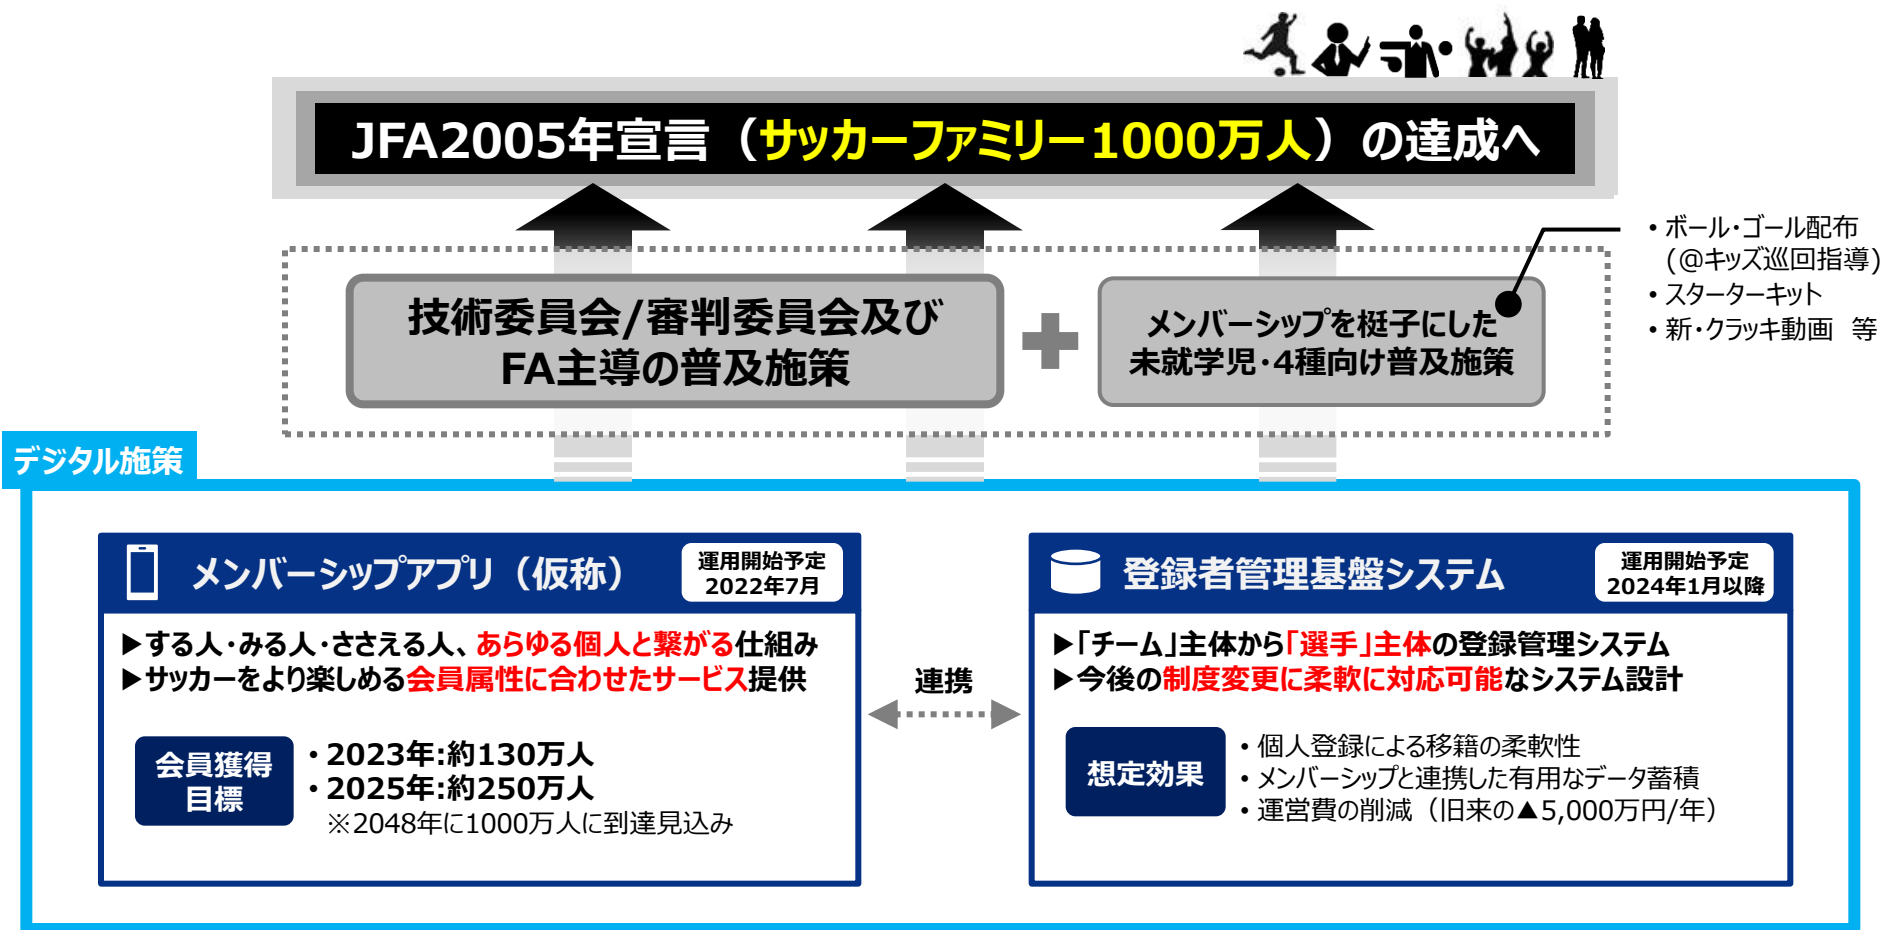 JFA2005年宣言（サッカーファミリー1000万人）の達成へ
技術委員会/審判委員会及び
FA主導の普及施策
メンバーシップを梃子にした
未就学児・4種向け普及施策
・ボール・ゴール配布
(@キッズ巡回指導)
・スターターキット
・新・クラッキ動画　等
デジタル施策
メンバーシップアプリ（仮称）
運用開始予定
2022年7月
▶する人・みる人・ささえる人、あらゆる個人と繋がる仕組み
▶サッカーをより楽しめる会員属性に合わせたサービス提供
会員獲得
目標
・2023年:約130万人
・2025年:約250万人
※2048年に1000万人に到達見込み
連携
登録者管理基盤システム
運用開始予定
2024年1月以降
▶「チーム」主体から「選手」主体の登録管理システム
▶今後の制度変更に柔軟に対応可能なシステム設計
想定効果
・個人登録による移籍の柔軟性
・メンバーシップと連携した有用なデータ蓄積
・運営費の削減（旧来の▲5,000万円/年）